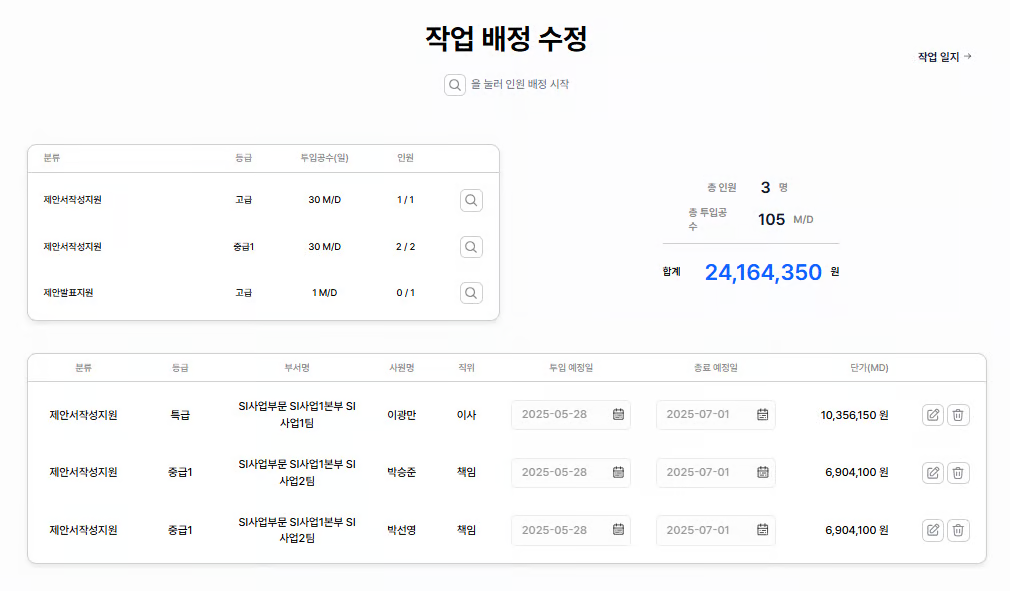 작업 배정 수정
작업 일지 →
을 눌러 인원 배정 시작
분류 등급 투입공수(일) 인원
제안서작성지원 고급 30 M/D 1 / 1
제안서작성지원 중급1 30 M/D 2 / 2
제안발표지원 고급 1 M/D 0 / 1
총 인원 3 명
총 투입공
수 105 M/D
합계 24,164,350 원
분류 등급 부서명 사원명 직위 투입 예정일 종료 예정일 단가(MD)
제안서작성지원 특급 SI사업부문 SI사업1본부 SI
사업1팀 이광만 이사 2025-05-28 2025-07-01 10,356,150 원
제안서작성지원 중급1 SI사업부문 SI사업1본부 SI
사업2팀 박승준 책임 2025-05-28 2025-07-01 6,904,100 원
제안서작성지원 중급1 SI사업부문 SI사업1본부 SI
사업2팀 박선영 책임 2025-05-28 2025-07-01 6,904,100 원